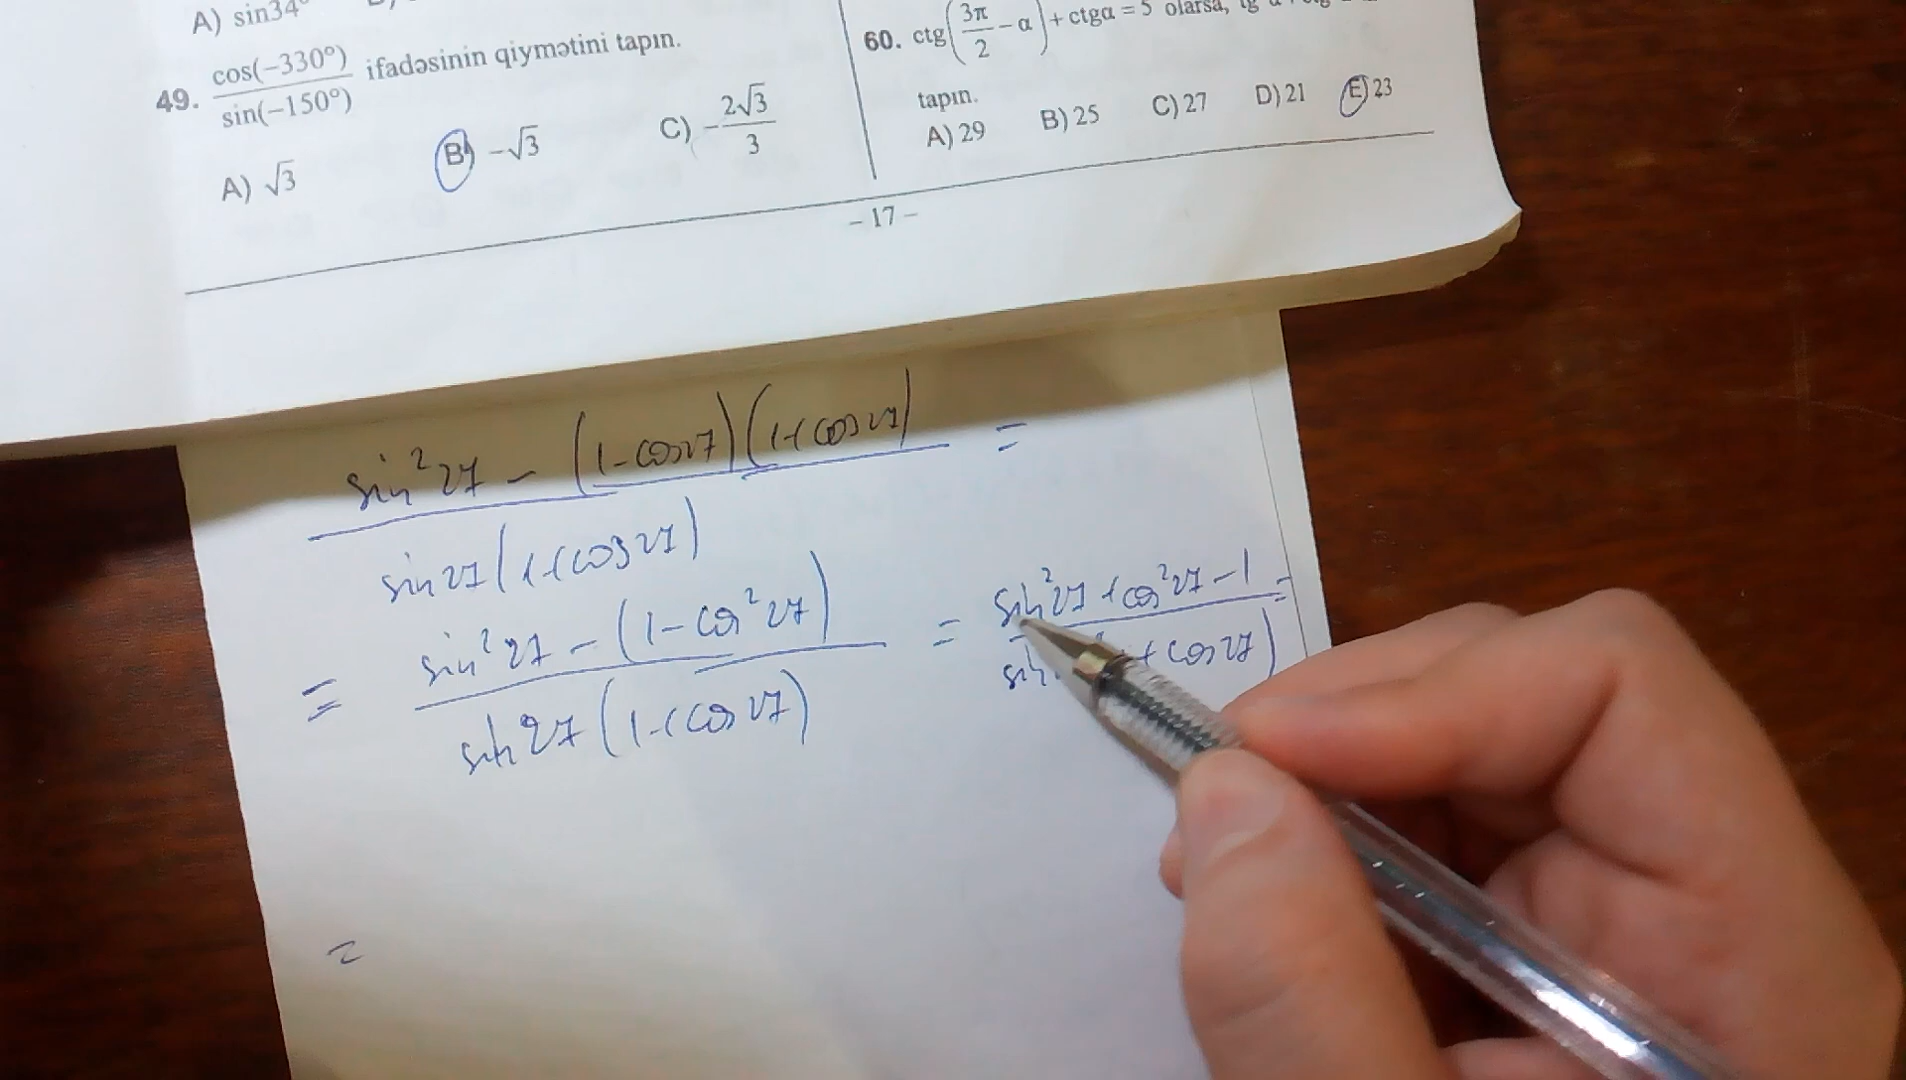 A) sin34°
49. cos(−330°)/sin(−150°) ifadəsinin qiymətini tapın.
A) √3 B) −√3 C) −2√3/3
60. ctg(3π/2 − α) + ctgα = 5 olarsa,
tapın.
A) 29 B) 25 C) 27 D) 21 E) 23
– 17 –
sin²27 − (1−cos27)(1+cos27) =
sin27(1+cos27)
= sin²27 − (1−cos²27) = sin²27 + cos²27 − 1 =
sin27(1+cos27) sin + cos27)
=